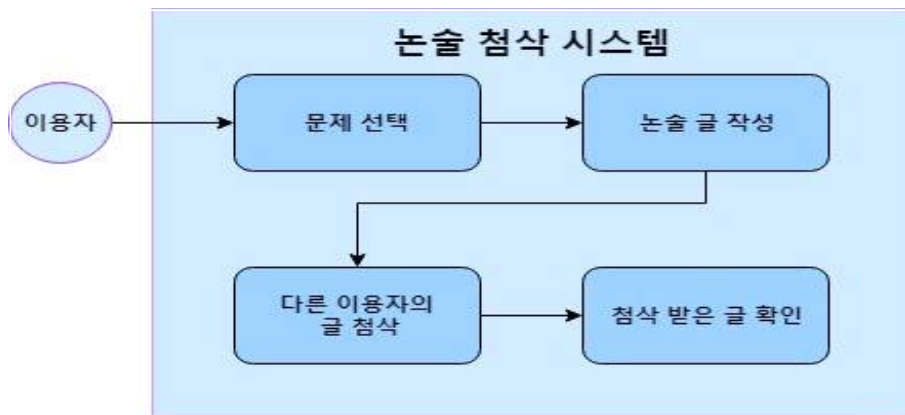 논술 첨삭 시스템
이용자
문제 선택
논술 글 작성
다른 이용자의
글 첨삭
첨삭 받은 글 확인